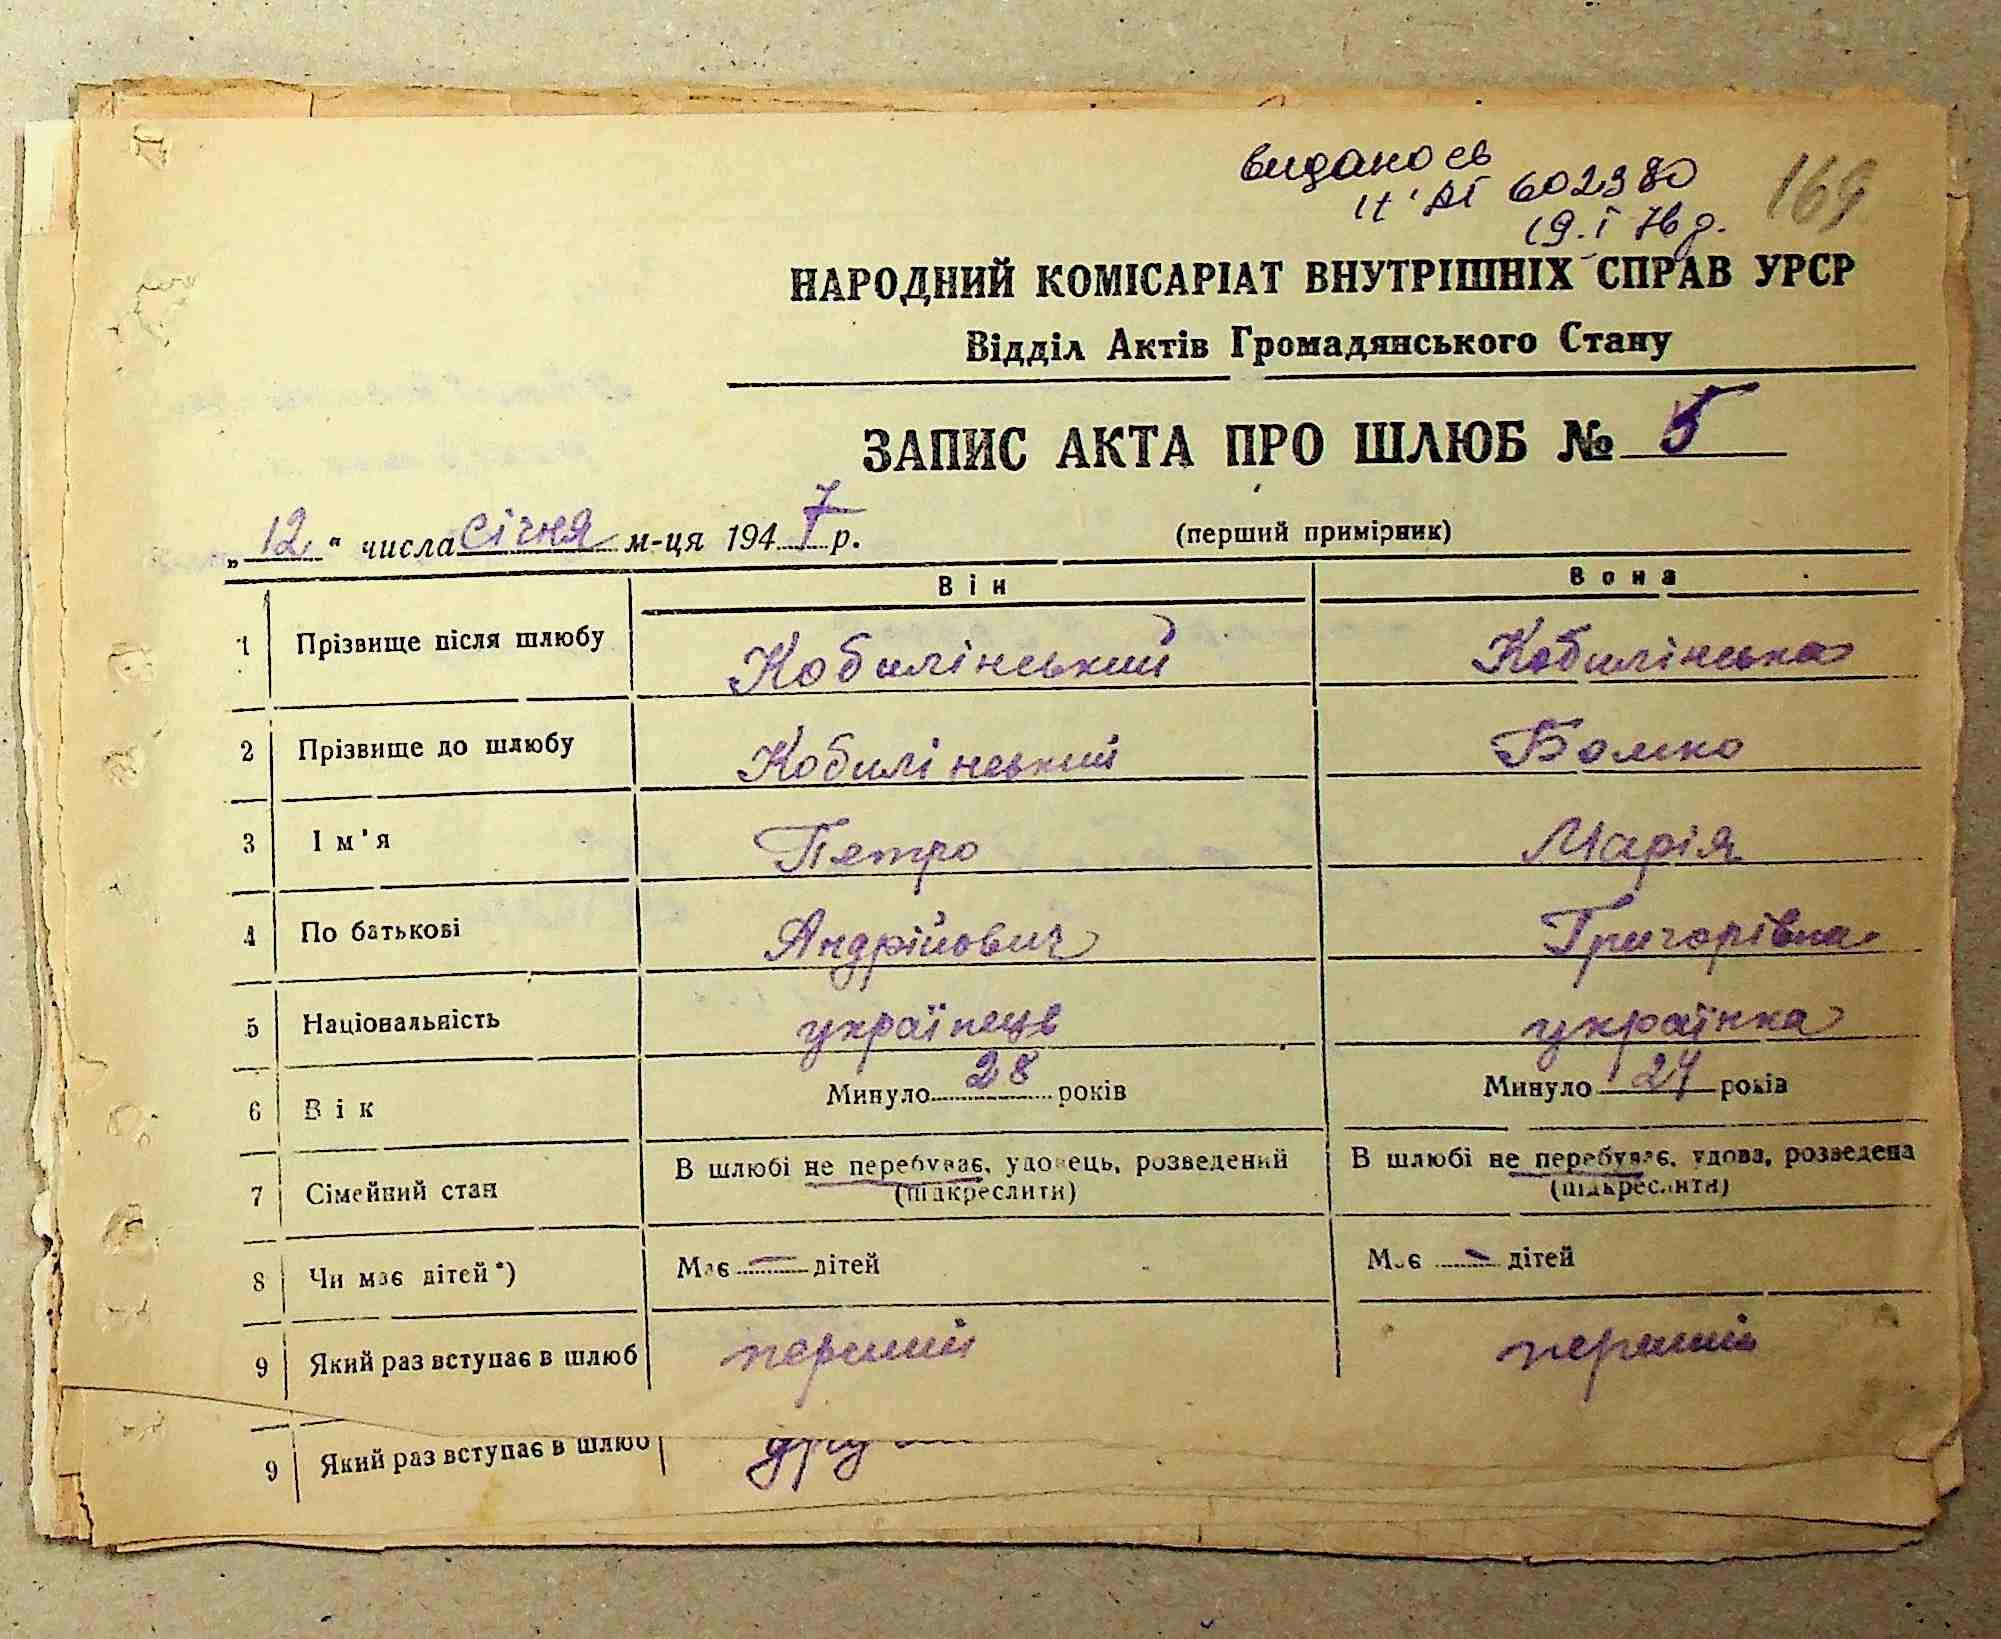 видано св
ІІ АІ 602980
19.І 76 р.
169
НАРОДНИЙ КОМІСАРІАТ ВНУТРІШНІХ СПРАВ УРСР
Відділ Актів Громадянського Стану
ЗАПИС АКТА ПРО ШЛЮБ № 5
„12“ числа січня м-ця 1947 р.
(перший примірник)
Він Вона
1 Прізвище після шлюбу Кобилінський Кобилінська
2 Прізвище до шлюбу Кобилінський Бомко
3 Ім'я Петро Марія
4 По батькові Андрійович Григорівна
5 Національність українець українка
6 Вік Минуло 28 років Минуло 24 років
7 Сімейний стан В шлюбі не перебуває, удовець, розведений В шлюбі не перебуває, удова, розведена
(підкреслити) (підкреслити)
8 Чи має дітей*) Має — дітей Має — дітей
9 Який раз вступає в шлюб перший перший
9 Який раз вступає в шлюб